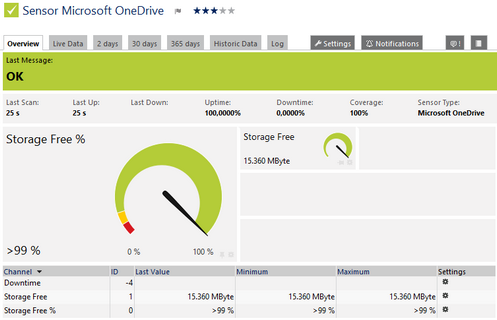 Sensor Microsoft OneDrive
Overview Live Data 2 days 30 days 365 days Historic Data Log Settings Notifications
Last Message:
OK
Last Scan: Last Up: Last Down: Uptime: Downtime: Coverage: Sensor Type:
25 s 25 s 100,0000% 0,0000% 100% Microsoft OneDrive
Storage Free %
Storage Free
15.360 MByte
>99 %
0 % 100 %
Channel ID Last Value Minimum Maximum Settings
Downtime -4
Storage Free 1 15.360 MByte 15.360 MByte 15.360 MByte
Storage Free % 0 >99 % >99 % >99 %